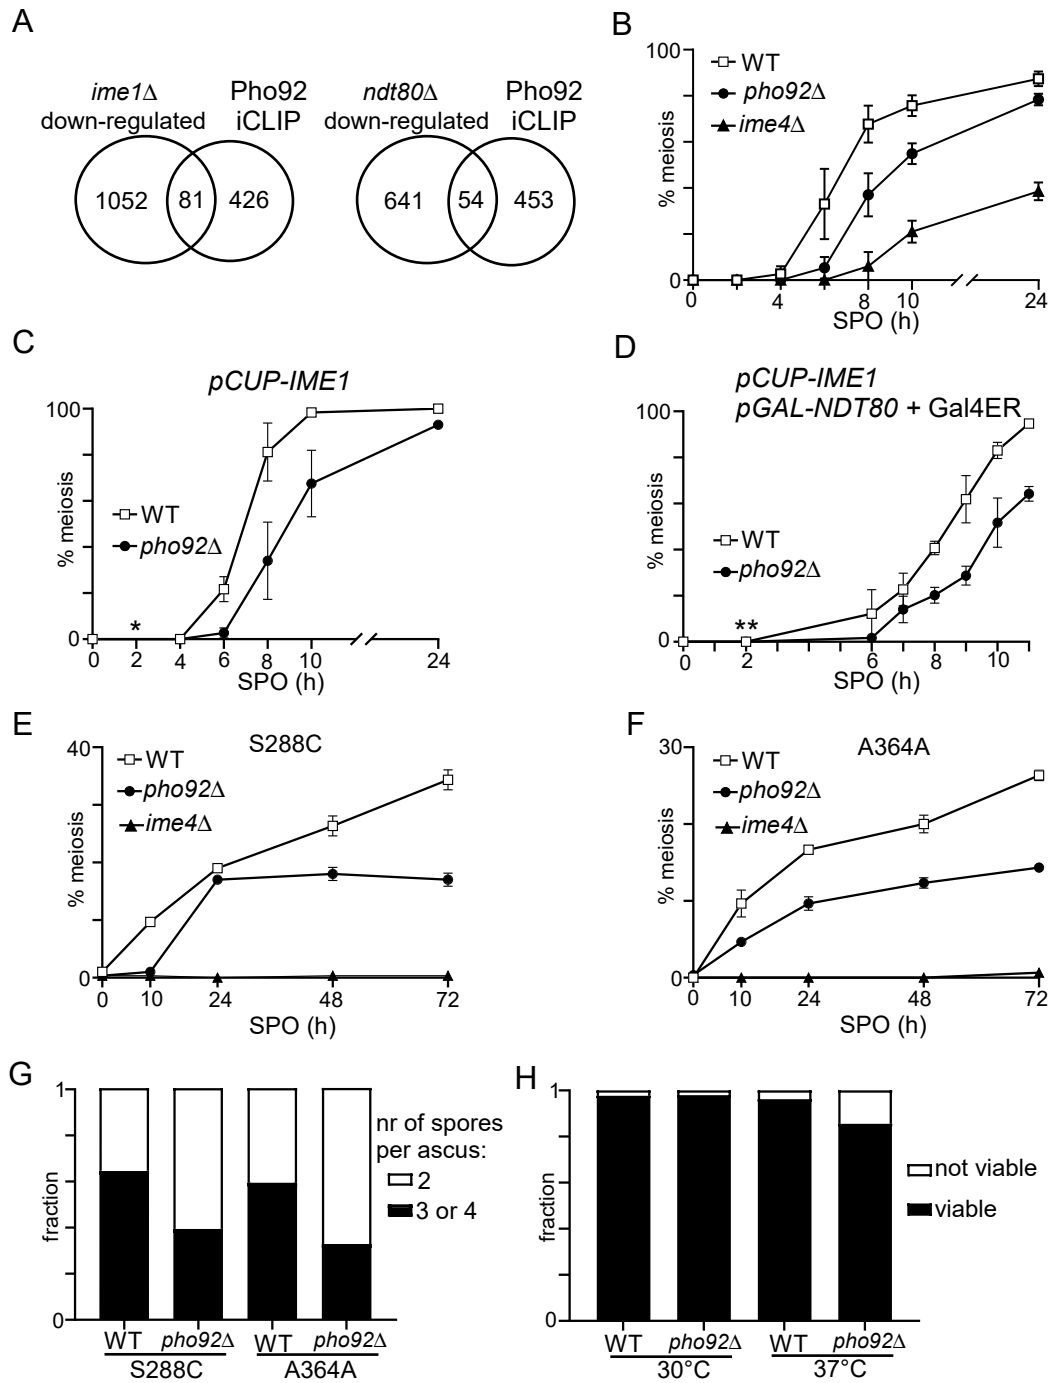 A
ime1Δ
down-regulated
Pho92
iCLIP
1052 81 426
ndt80Δ
down-regulated
Pho92
iCLIP
641 54 453
B
100
WT
pho92Δ
ime4Δ
% meiosis
0
0 4 6 8 10 24
SPO (h)
C
pCUP-IME1
100
WT
pho92Δ
% meiosis
*
0
0 2 4 6 8 10 24
SPO (h)
D
pCUP-IME1
pGAL-NDT80 + Gal4ER
100
WT
pho92Δ
% meiosis
**
0
0 2 6 8 10
SPO (h)
E
S288C
40
WT
pho92Δ
ime4Δ
% meiosis
0
0 10 24 48 72
SPO (h)
F
A364A
30
WT
pho92Δ
ime4Δ
% meiosis
0
0 10 24 48 72
SPO (h)
G
1
fraction
0
nr of spores
per ascus:
2
3 or 4
WT pho92Δ WT pho92Δ
S288C A364A
H
1
fraction
0
not viable
viable
WT pho92Δ WT pho92Δ
30°C 37°C